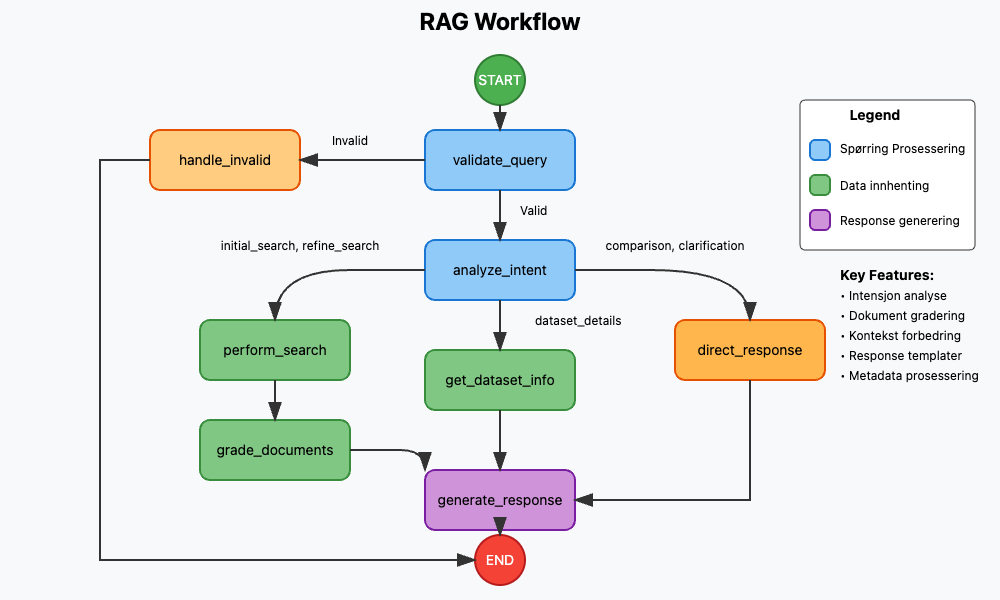 RAG Workflow
START
Legend
Invalid
handle_invalid
validate_query
Spørring Prosessering
Data innhenting
Valid
Response generering
initial_search, refine_search
comparison, clarification
analyze_intent
Key Features:
• Intensjon analyse
• Dokument gradering
• Kontekst forbedring
• Response templater
• Metadata prosessering
dataset_details
perform_search
direct_response
get_dataset_info
grade_documents
generate_response
END